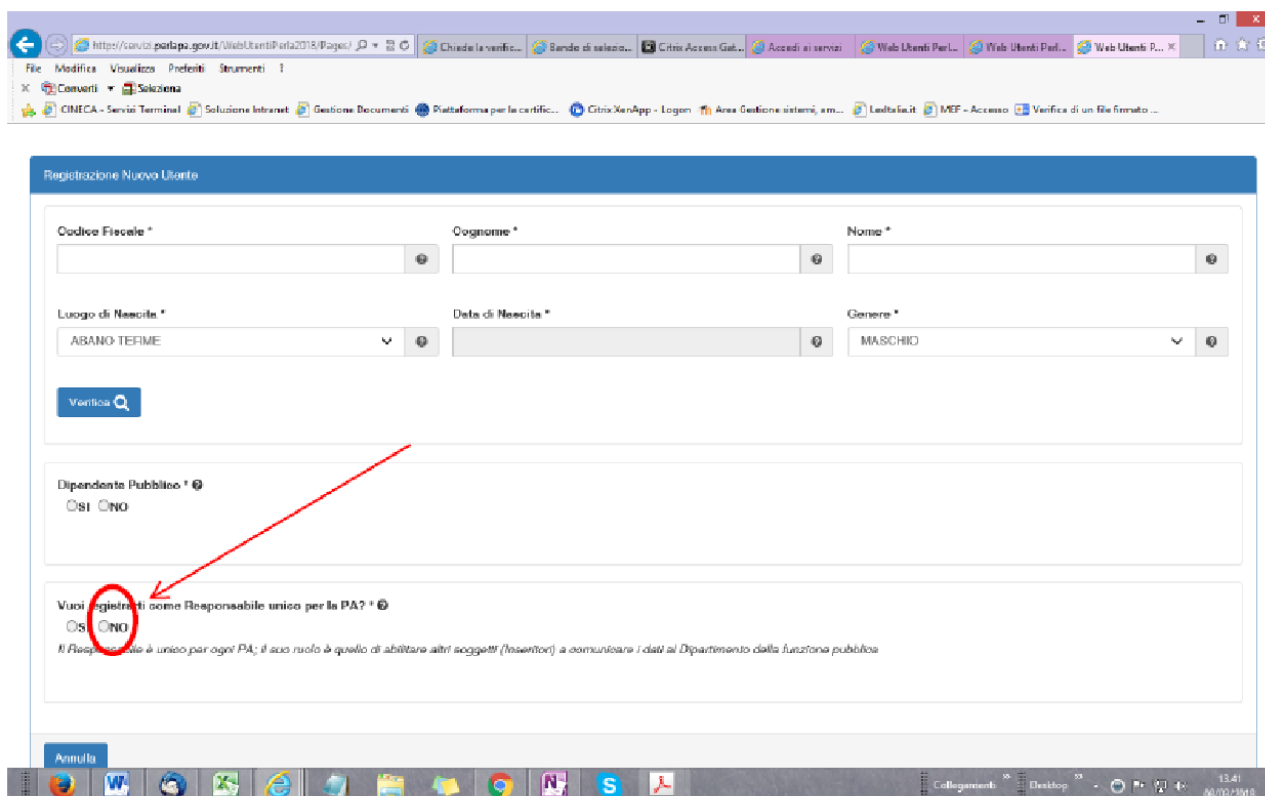 https://servizi.perlapa.gov.it/WebUtentiPerla2018/Pages/
Chiede la verific...
Bando di selezio...
Citrix Access Gat...
Accedi ai servizi
Web Utenti Perl...
Web Utenti Perl...
Web Utenti P...
File Modifica Visualizza Preferiti Strumenti ?
Converti Seleziona
CINECA - Servizi Terminal Soluzione Intranet Gestione Documenti Piattaforma per la certific... Citrix XenApp - Logon Area Gestione sistemi, am... LexItalia.it MEF - Accesso Verifica di un file firmato ...
Registrazione Nuovo Utente
Codice Fiscale * Cognome * Nome *
Luogo di Nascita * Data di Nascita * Genere *
ABANO TERME MASCHIO
Verifica
Dipendente Pubblico *
SI NO
Vuoi registrarti come Responsabile unico per la PA? *
SI NO
Il Responsabile è unico per ogni PA; il suo ruolo è quello di abilitare altri soggetti (Inseritori) a comunicare i dati al Dipartimento della funzione pubblica
Annulla
Collegamenti Desktop 13.41